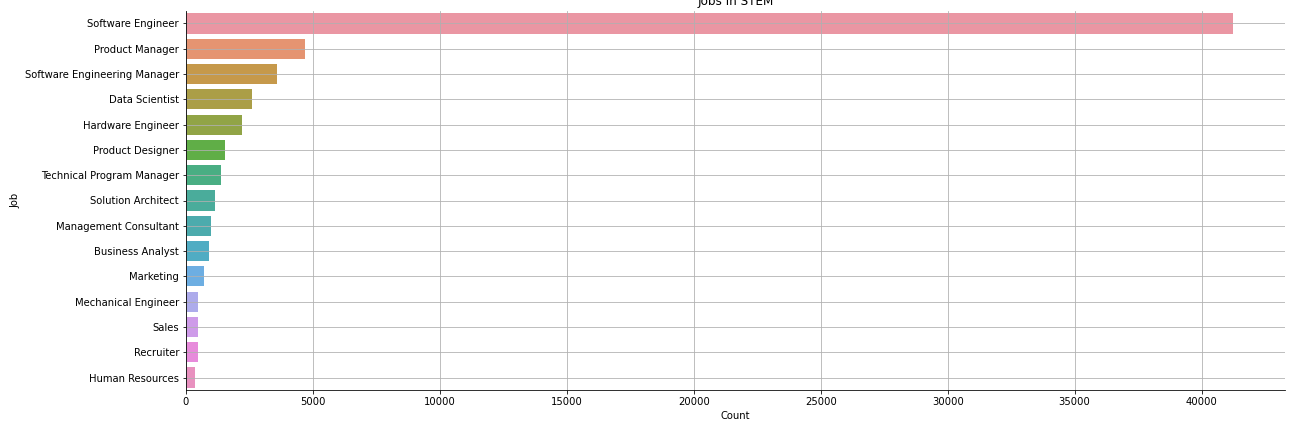 Jobs in STEM
Software Engineer
Product Manager
Software Engineering Manager
Data Scientist
Hardware Engineer
Product Designer
Technical Program Manager
Solution Architect
Management Consultant
Business Analyst
Marketing
Mechanical Engineer
Sales
Recruiter
Human Resources
Job
0 5000 10000 15000 20000 25000 30000 35000 40000
Count